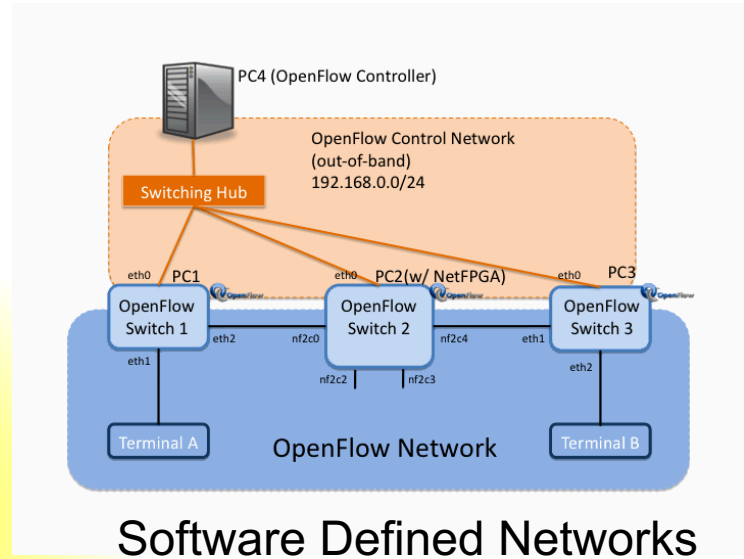 PC4 (OpenFlow Controller)
OpenFlow Control Network
(out-of-band)
192.168.0.0/24
Switching Hub
eth0
PC1
eth0
PC2(w/ NetFPGA)
eth0
PC3
OpenFlow
Switch 1
OpenFlow
OpenFlow
Switch 2
OpenFlow
OpenFlow
Switch 3
OpenFlow
eth2
nf2c0
nf2c4
eth1
eth1
eth2
nf2c2
nf2c3
Terminal A
OpenFlow Network
Terminal B
Software Defined Networks